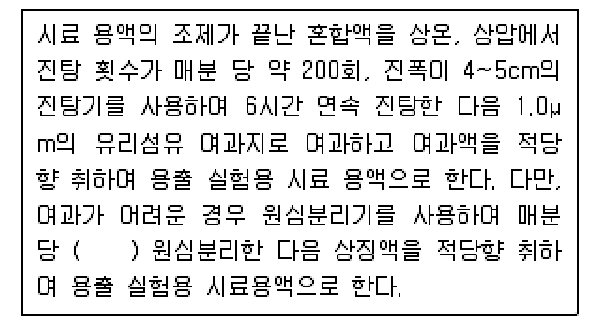 시료 용액의 조제가 끝난 혼합액을 상온, 상압에서
진탕 횟수가 매분 당 약 200회, 진폭이 4~5cm의
진탕기를 사용하여 6시간 연속 진탕한 다음 1.0μ
m의 유리섬유 여과지로 여과하고 여과액을 적당
량 취하여 용출 실험용 시료 용액으로 한다. 다만,
여과가 어려운 경우 원심분리기를 사용하여 매분
당 (    ) 원심분리한 다음 상징액을 적당량 취하
여 용출 실험용 시료용액으로 한다.